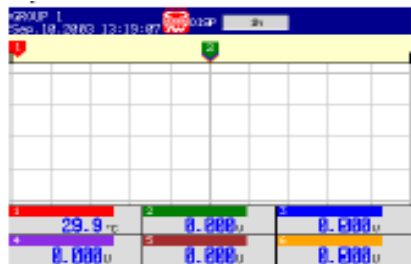 GROUP 1
Sep.10.2003 13:19:07 DISP 1h
1 2
1 2 3
29.9 °C 0.000 V 0.000 V
4 5 6
0.000 V 0.000 V 0.000 V